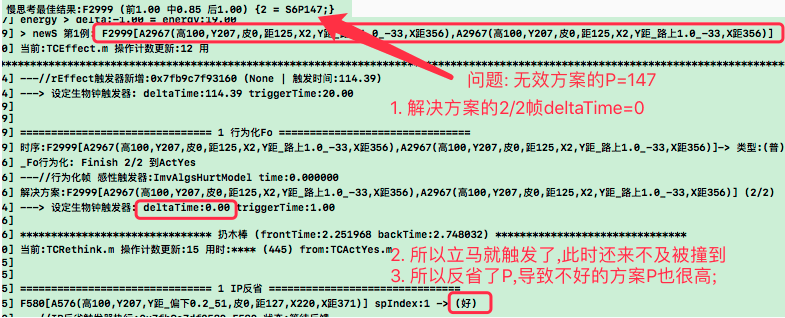 慢思考最佳结果:F2999 (前1.00 中0.85 后1.00) {2 = S6P147;}
7] energy > delta:-1.00 = energy:19.00
9] > newS 第1例: F2999[A2967(高100,Y207,皮0,距125,X2,Y距_路上1.0_-33,X距356),A2967(高100,Y207,皮0,距125,X2,Y距_路上1.0_-33,X距356)]
0] 当前:TCEffect.m 操作计数更新:12 用
问题: 无效方案的P=147
4] ---//rEffect触发器新增:0x7fb9c7f93160 (None | 触发时间:114.39)
4] ---> 设定生物钟触发器: deltaTime:114.39 triggerTime:20.00
1. 解决方案的2/2帧deltaTime=0
9]
9]
9] ============================== 1 行为化Fo ==============================
9] 时序:F2999[A2967(高100,Y207,皮0,距125,X2,Y距_路上1.0_-33,X距356),A2967(高100,Y207,皮0,距125,X2,Y距_路上1.0_-33,X距356)]-> 类型:(普)
6] _Fo行为化: Finish 2/2 到ActYes
6] ---//行为化帧 感性触发器:ImvAlgsHurtModel time:0.000000
6] 解决方案:F2999[A2967(高100,Y207,皮0,距125,X2,Y距_路上1.0_-33,X距356),A2967(高100,Y207,皮0,距125,X2,Y距_路上1.0_-33,X距356)] (2/2)
4] ---> 设定生物钟触发器: deltaTime:0.00 triggerTime:1.00
6]
6] ****************************** 扔木棒 (frontTime:2.251968 backTime:2.748032) ******************************
0] 当前:TCRethink.m 操作计数更新:15 用时:**** (445) from:TCActYes.m
2. 所以立马就触发了,此时还来不及被撞到
3. 所以反省了P,导致不好的方案P也很高;
5]
5]
5] ============================== 1 IP反省 ==============================
5] F580[A576(高100,Y207,Y距_偏下0.2_51,皮0,距127,X220,X距371)] spIndex:1 -> (好)